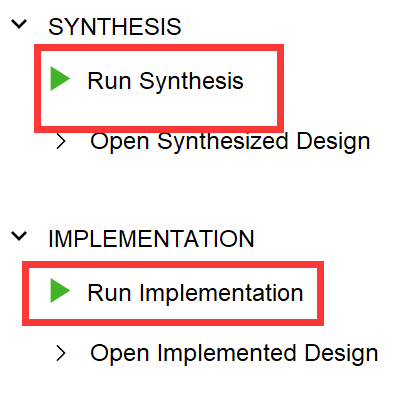 SYNTHESIS
Run Synthesis
Open Synthesized Design
IMPLEMENTATION
Run Implementation
Open Implemented Design